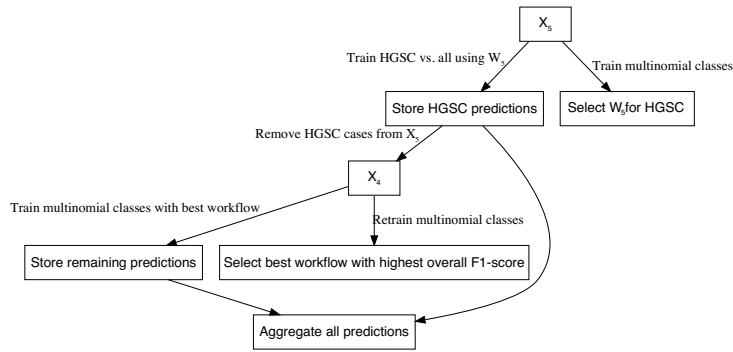 X₅
Train HGSC vs. all using W₅
Train multinomial classes
Store HGSC predictions
Select W₅for HGSC
Remove HGSC cases from X₅
X₄
Train multinomial classes with best workflow
Retrain multinomial classes
Store remaining predictions
Select best workflow with highest overall F1-score
Aggregate all predictions